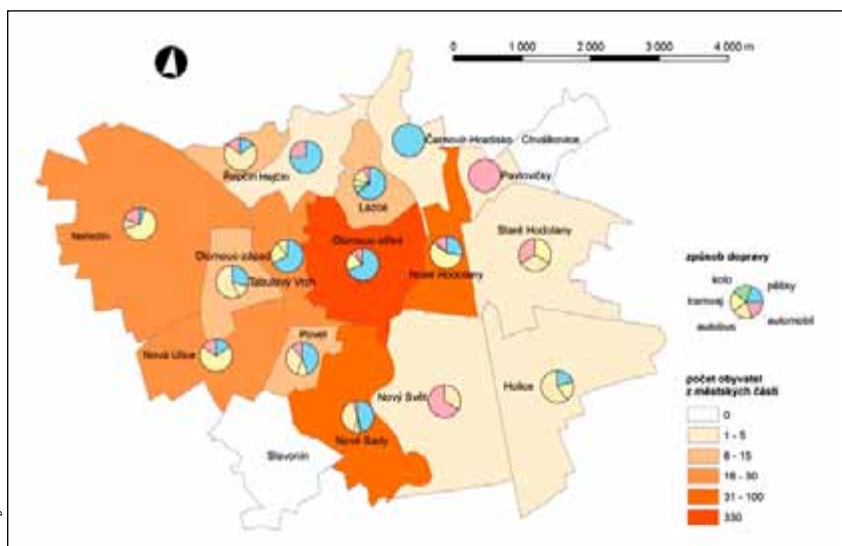 0 1 000 2 000 3 000 4 000 m
Černovír Hradisko
Chválkovice
Řepčín Hejčín
Pavlovičky
Lazce
Neředín
Olomouc-západ
Tabulový Vrch
Olomouc-střed
Nové Hodolany
Staré Hodolany
Nová Ulice
Povel
Nový Svět
Holice
Nové Sady
Slavonín
způsob dopravy
kolo
pěšky
tramvaj
autobus
automobil
počet obyvatel
z městských částí
0
1 - 5
6 - 15
16 - 30
31 - 100
330